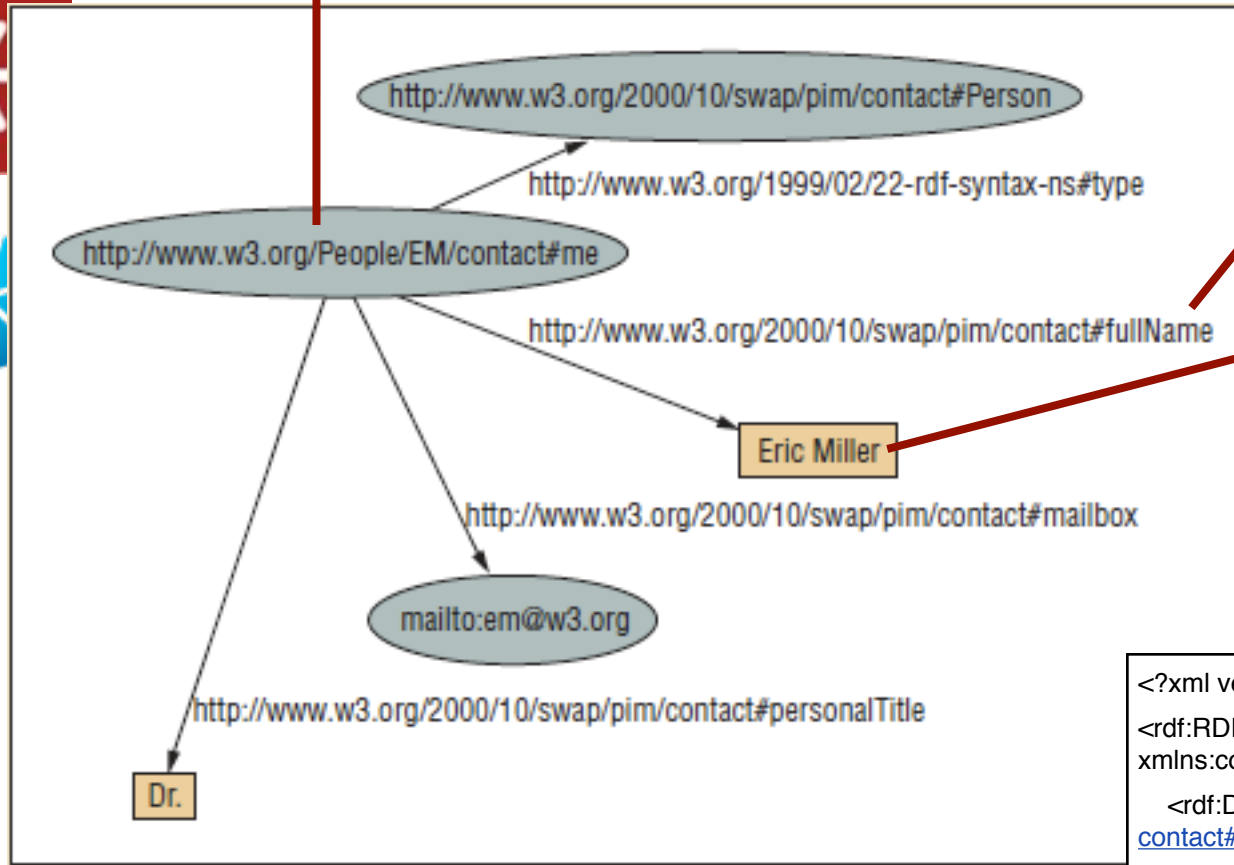 http://www.w3.org/2000/10/swap/pim/contact#Person
http://www.w3.org/1999/02/22-rdf-syntax-ns#type
http://www.w3.org/People/EM/contact#me
http://www.w3.org/2000/10/swap/pim/contact#fullName
Eric Miller
http://www.w3.org/2000/10/swap/pim/contact#mailbox
mailto:em@w3.org
http://www.w3.org/2000/10/swap/pim/contact#personalTitle
Dr.
<?xml
<rdf:RD
xmlns:co
<rdf:D
contact#